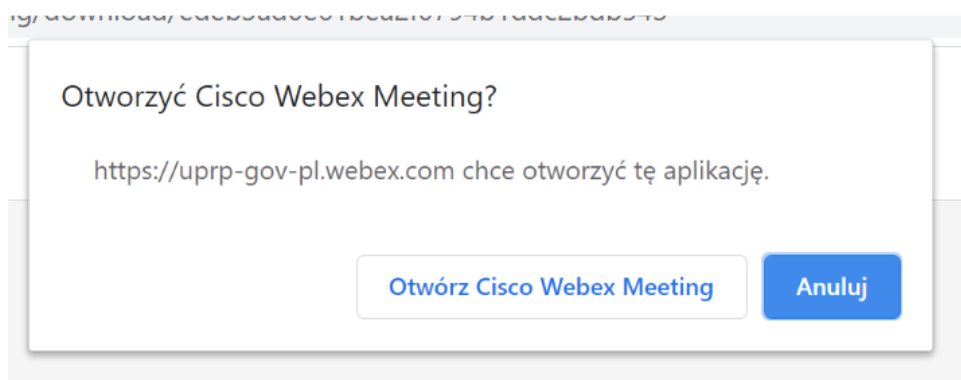 Otworzyć Cisco Webex Meeting?
https://uprp-gov-pl.webex.com chce otworzyć tę aplikację.
Otwórz Cisco Webex Meeting
Anuluj